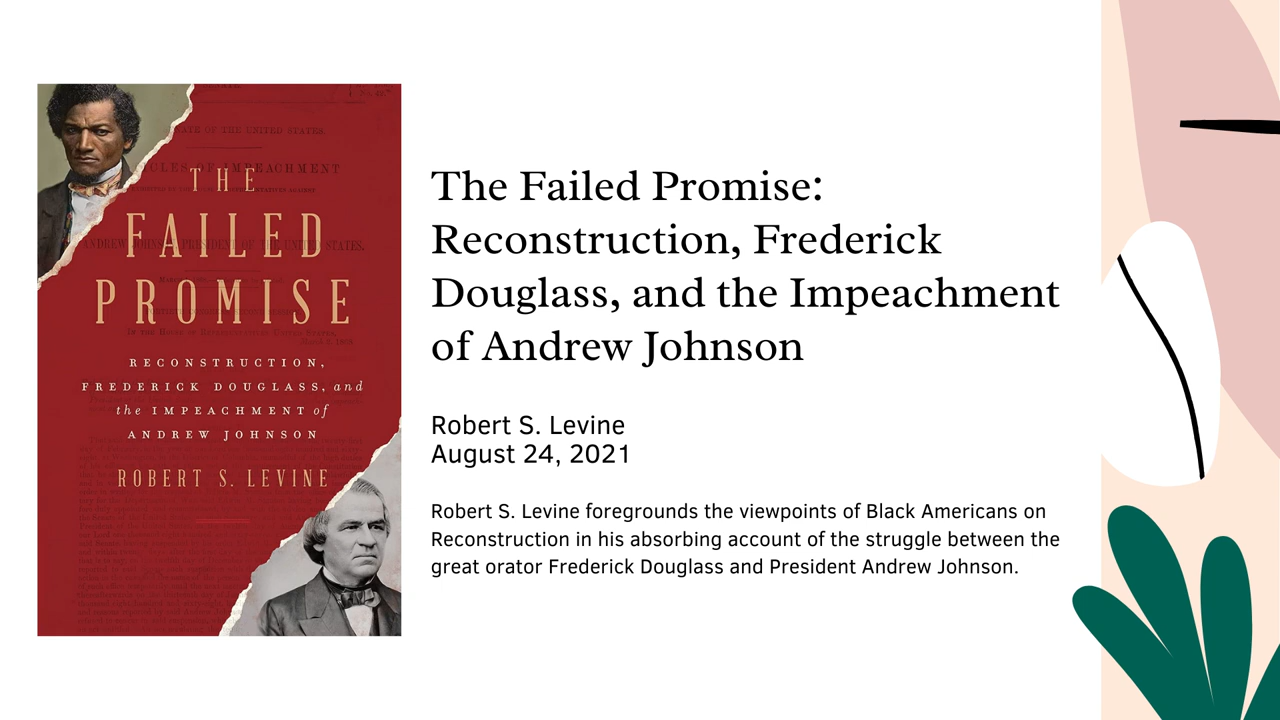 THE
FAILED
PROMISE
RECONSTRUCTION,
FREDERICK DOUGLASS, and
the IMPEACHMENT of
ANDREW JOHNSON
ROBERT S. LEVINE
The Failed Promise:
Reconstruction, Frederick
Douglass, and the Impeachment
of Andrew Johnson
Robert S. Levine
August 24, 2021
Robert S. Levine foregrounds the viewpoints of Black Americans on
Reconstruction in his absorbing account of the struggle between the
great orator Frederick Douglass and President Andrew Johnson.